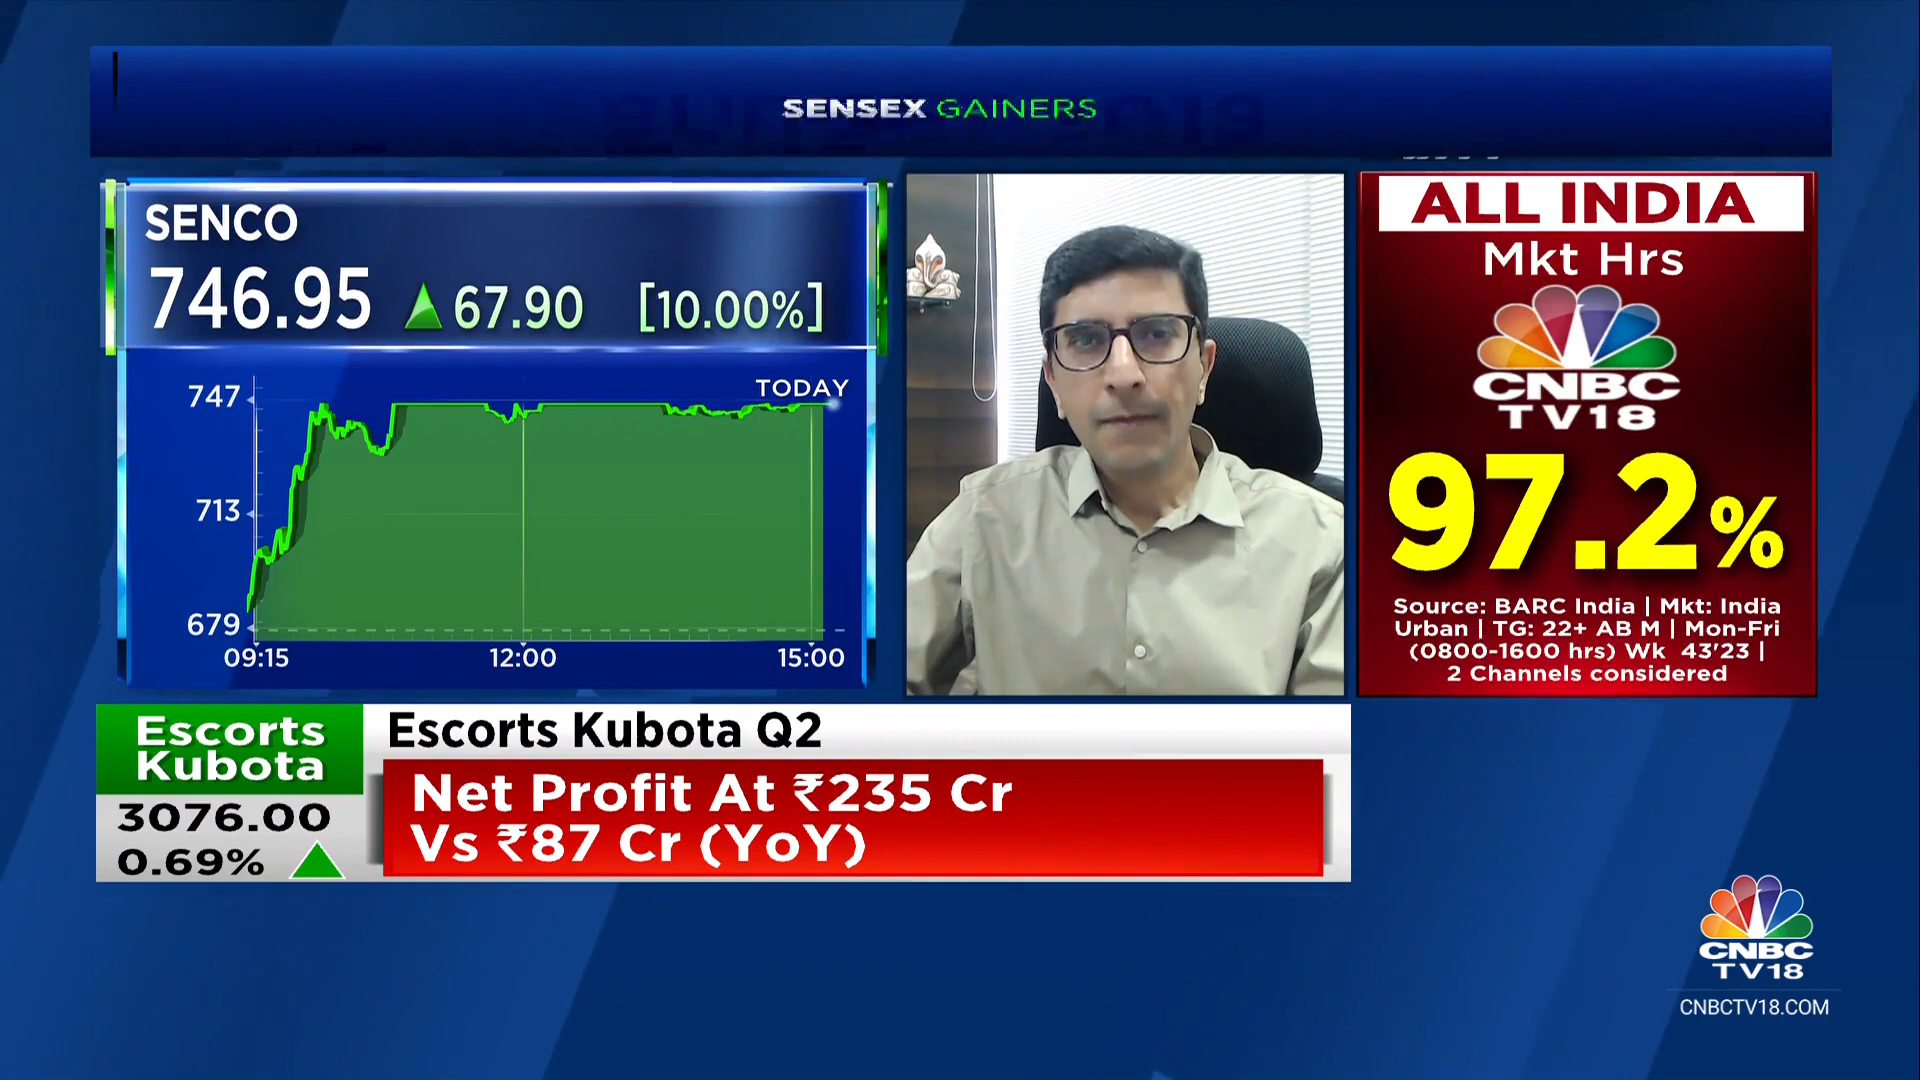 SENSEX GAINERS
SENCO
746.95 ▲ 67.90 [10.00%]
TODAY
747
713
679
09:15 12:00 15:00
ALL INDIA
Mkt Hrs
CNBC
TV18
97.2%
Source: BARC India | Mkt: India
Urban | TG: 22+ AB M | Mon-Fri
(0800-1600 hrs) Wk 43'23 |
2 Channels considered
Escorts
Kubota
3076.00
0.69% ▲
Escorts Kubota Q2
Net Profit At ₹235 Cr
Vs ₹87 Cr (YoY)
CNBC
TV18
CNBCTV18.COM